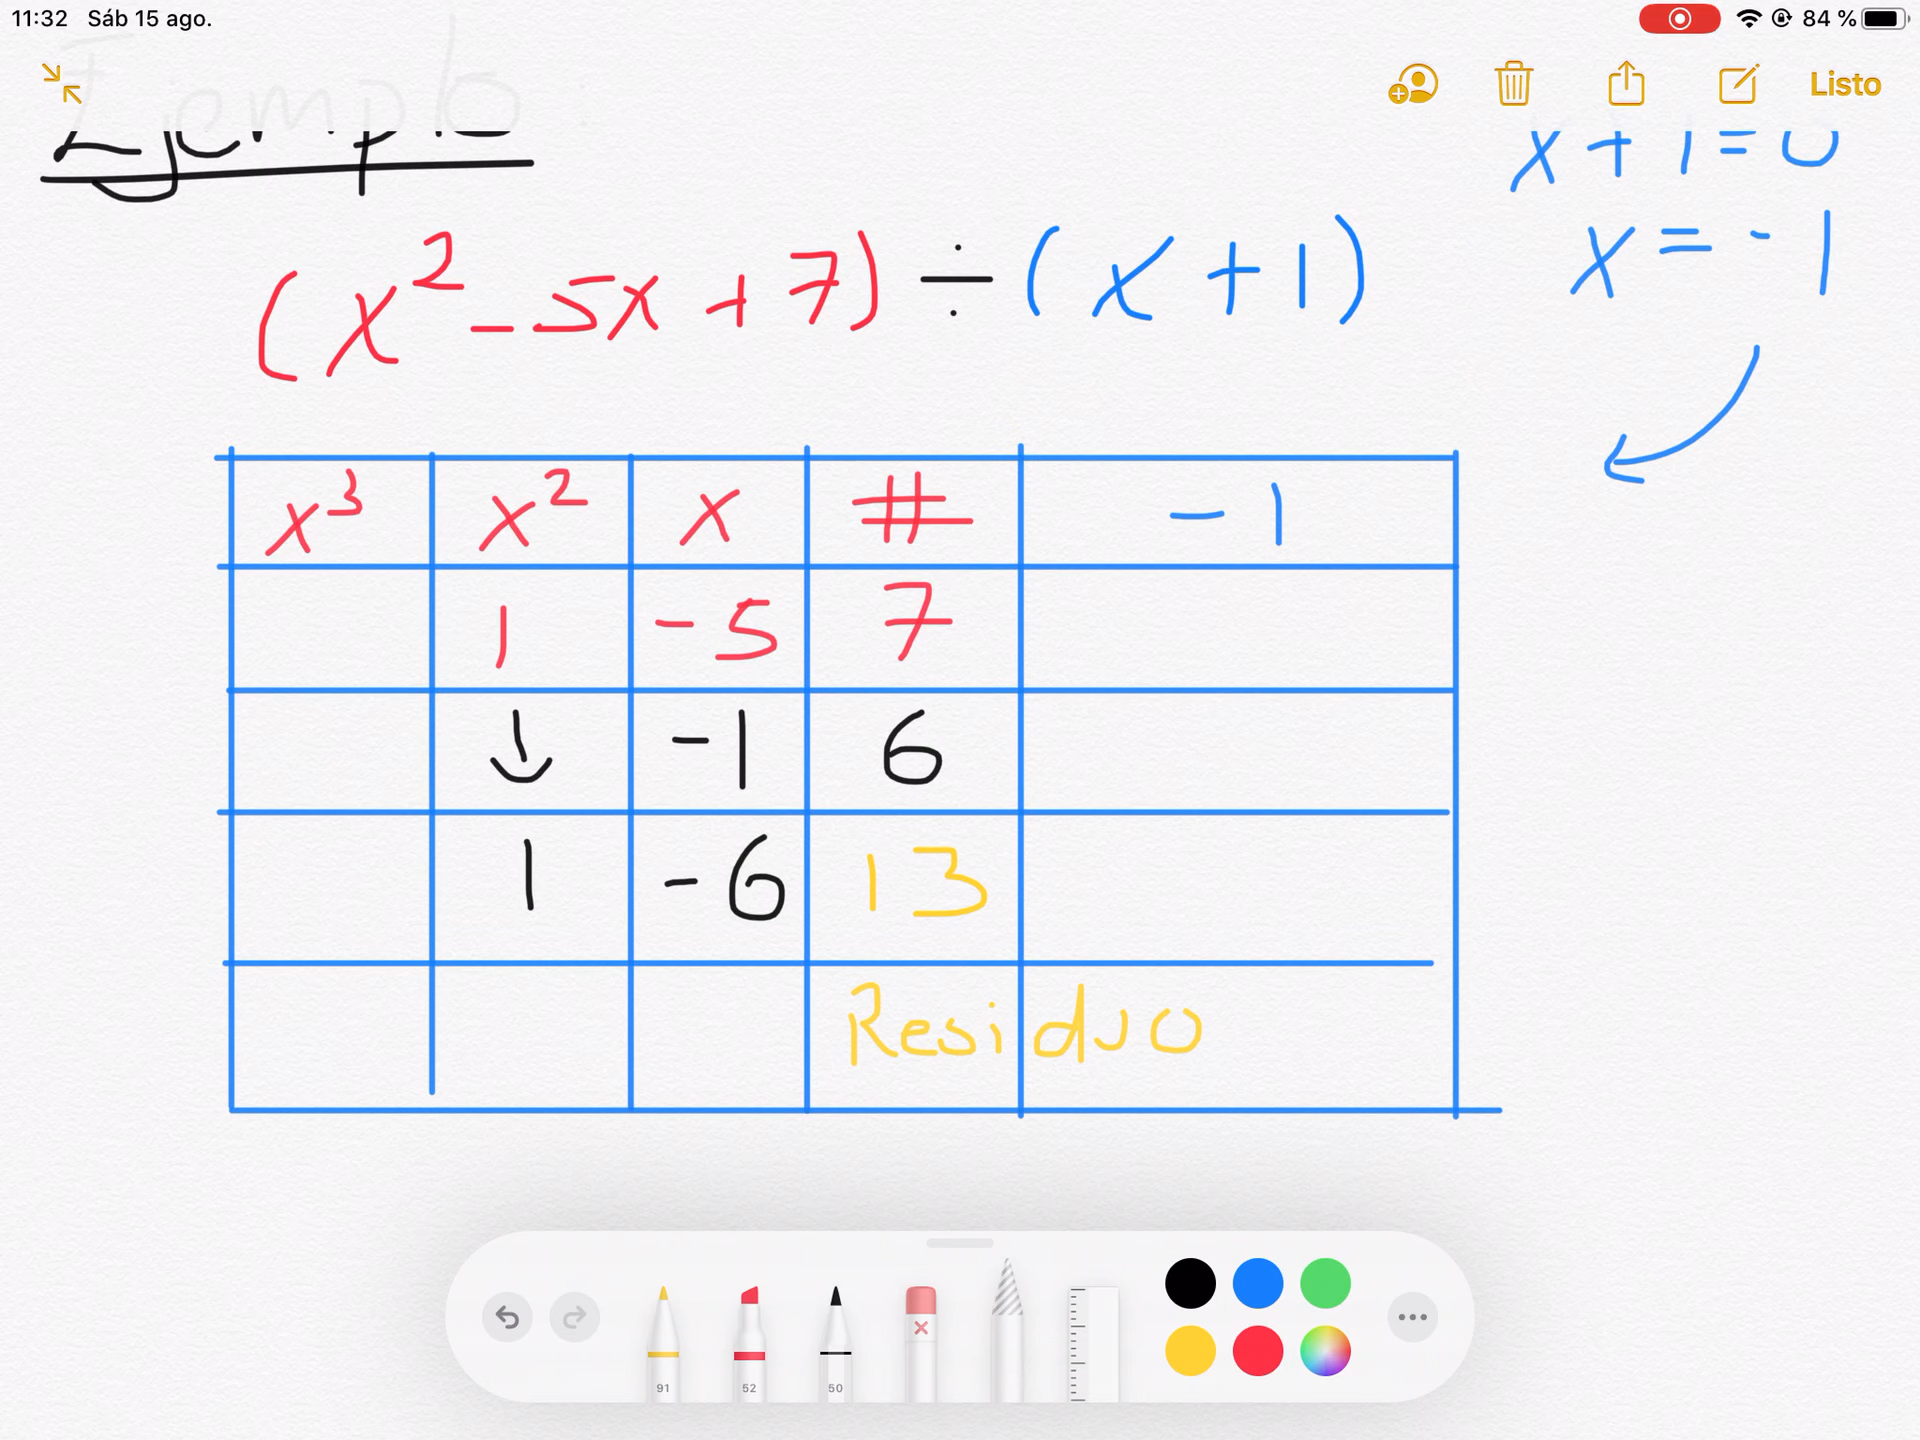 11:32 Sáb 15 ago. 84 %
Listo
Ejemplo
x + 1 = 0
x = - 1
(x² - 5x + 7) ÷ (x + 1)
x³ x² x # - 1
1 - 5 7
↓ - 1 6
1 - 6 13
Residuo
91 52 50